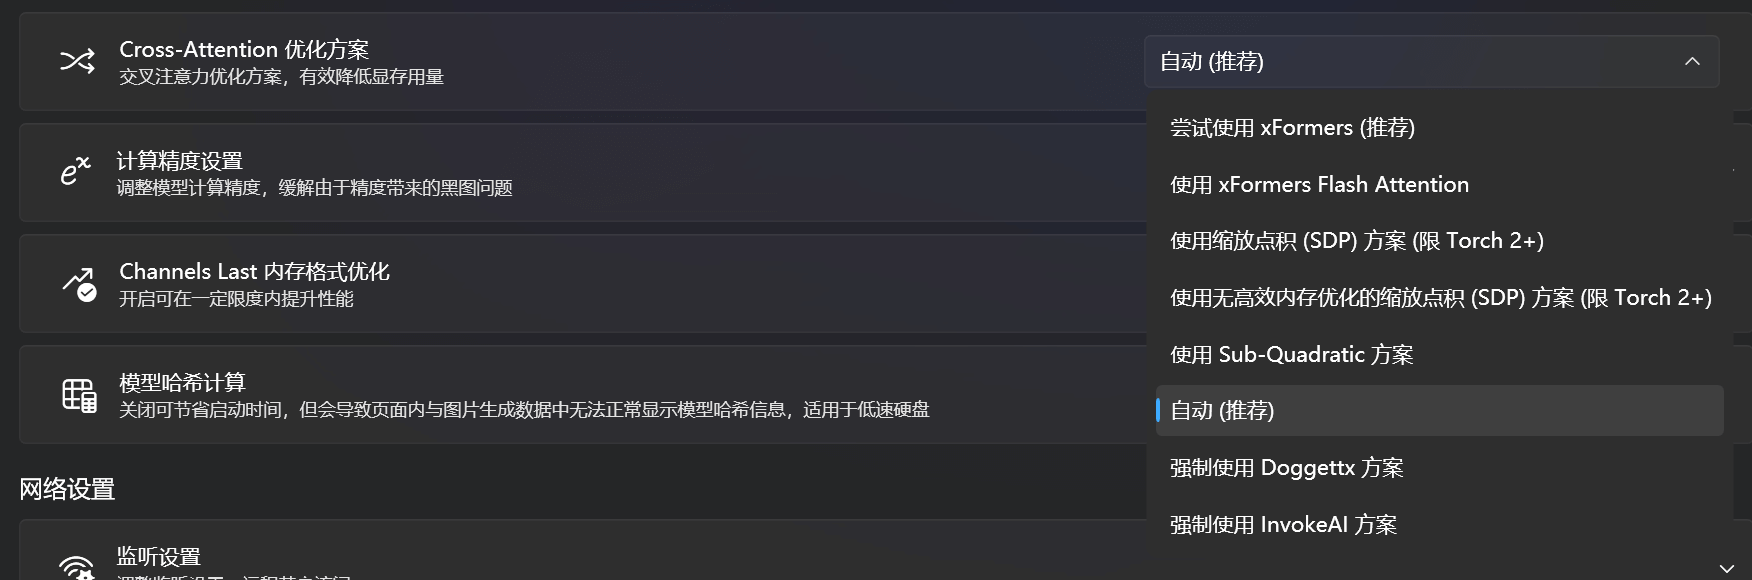 Cross-Attention 优化方案
交叉注意力优化方案，有效降低显存用量
自动 (推荐)
尝试使用 xFormers (推荐)
使用 xFormers Flash Attention
使用缩放点积 (SDP) 方案 (限 Torch 2+)
使用无高效内存优化的缩放点积 (SDP) 方案 (限 Torch 2+)
使用 Sub-Quadratic 方案
自动 (推荐)
强制使用 Doggettx 方案
强制使用 InvokeAI 方案
计算精度设置
调整模型计算精度，缓解由于精度带来的黑图问题
Channels Last 内存格式优化
开启可在一定限度内提升性能
模型哈希计算
关闭可节省启动时间，但会导致页面内与图片生成数据中无法正常显示模型哈希信息，适用于低速硬盘
网络设置
监听设置